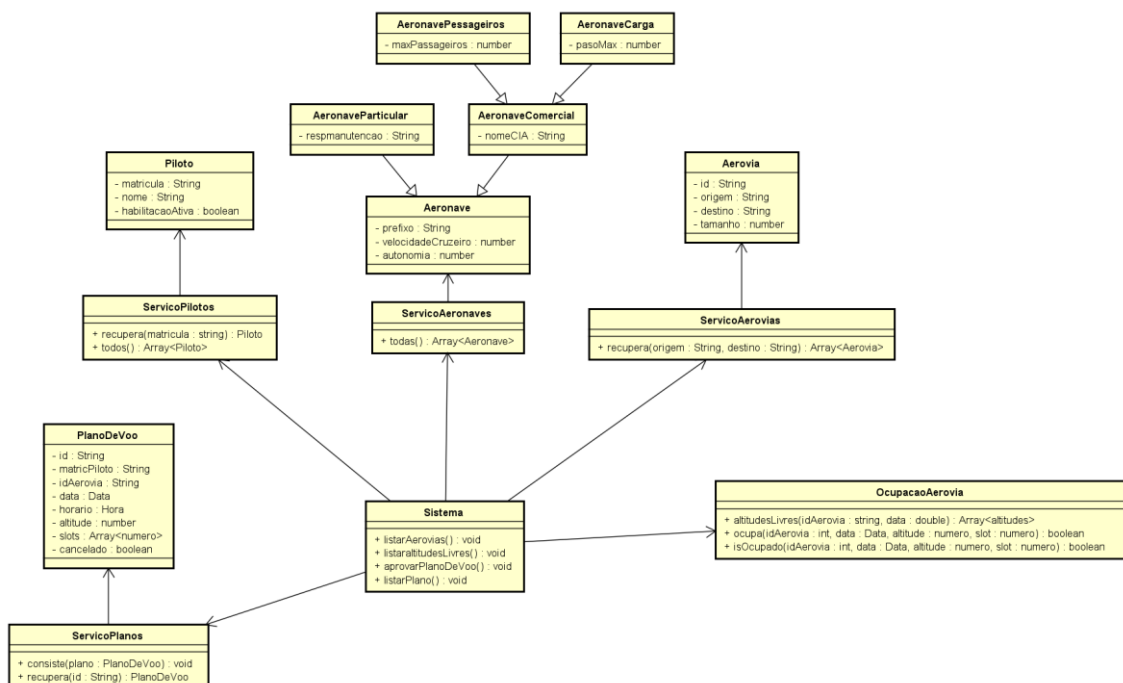 AeronavePessageiros
- maxPassageiros : number
AeronaveCarga
- pasoMax : number
AeronaveParticular
- respmanutencao : String
AeronaveComercial
- nomeCIA : String
Piloto
- matricula : String
- nome : String
- habilitacaoAtiva : boolean
Aeronave
- prefixo : String
- velocidadeCruzeiro : number
- autonomia : number
Aerovia
- id : String
- origem : String
- destino : String
- tamanho : number
ServicoPilotos
+ recupera(matricula : string) : Piloto
+ todos() : Array<Piloto>
ServicoAeronaves
+ todas() : Array<Aeronave>
ServicoAerovias
+ recupera(origem : String, destino : String) : Array<Aerovia>
PlanoDeVoo
- id : String
- matricPiloto : String
- idAerovia : String
- data : Data
- horario : Hora
- altitude : number
- slots : Array<numero>
- cancelado : boolean
Sistema
+ listarAerovias() : void
+ listaraltitudesLivres() : void
+ aprovarPlanoDeVoo() : void
+ listarPlano() : void
OcupacaoAerovia
+ altitudesLivres(idAerovia : string, data : double) : Array<altitudes>
+ ocupa(idAerovia : int, data : Data, altitude : numero, slot : numero) : boolean
+ isOcupado(idAerovia : int, data : Data, altitude : numero, slot : numero) : boolean
ServicoPlanos
+ consiste(plano : PlanoDeVoo) : void
+ recupera(id : String) : PlanoDeVoo